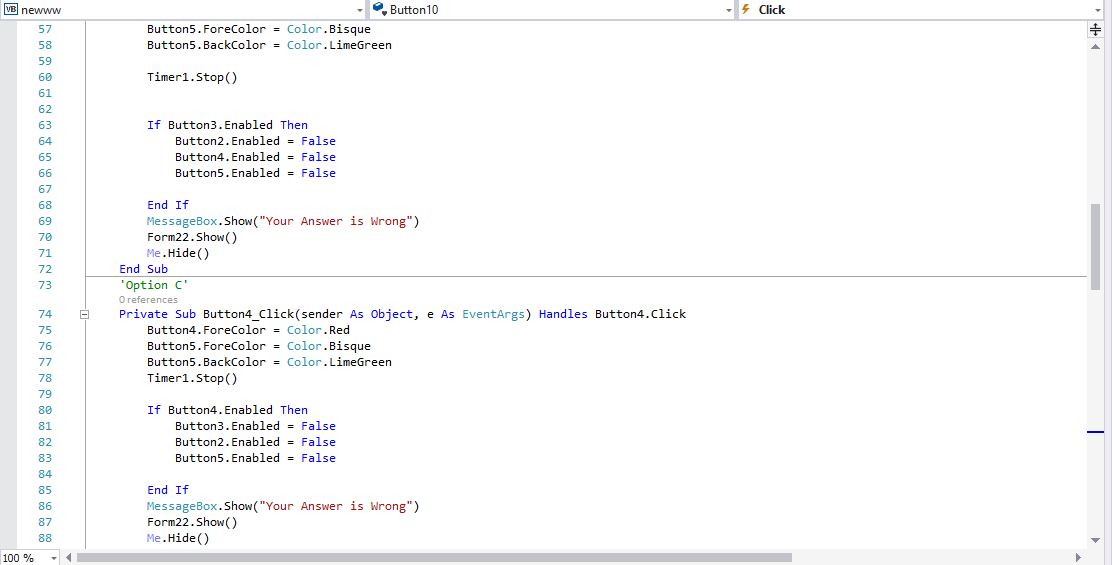 newww Button10 Click
57 Button5.ForeColor = Color.Bisque
58 Button5.BackColor = Color.LimeGreen
59
60 Timer1.Stop()
61
62
63 If Button3.Enabled Then
64 Button2.Enabled = False
65 Button4.Enabled = False
66 Button5.Enabled = False
67
68 End If
69 MessageBox.Show("Your Answer is Wrong")
70 Form22.Show()
71 Me.Hide()
72 End Sub
73 'Option C'
0 references
74 Private Sub Button4_Click(sender As Object, e As EventArgs) Handles Button4.Click
75 Button4.ForeColor = Color.Red
76 Button5.ForeColor = Color.Bisque
77 Button5.BackColor = Color.LimeGreen
78 Timer1.Stop()
79
80 If Button4.Enabled Then
81 Button3.Enabled = False
82 Button2.Enabled = False
83 Button5.Enabled = False
84
85 End If
86 MessageBox.Show("Your Answer is Wrong")
87 Form22.Show()
88 Me.Hide()
100 %